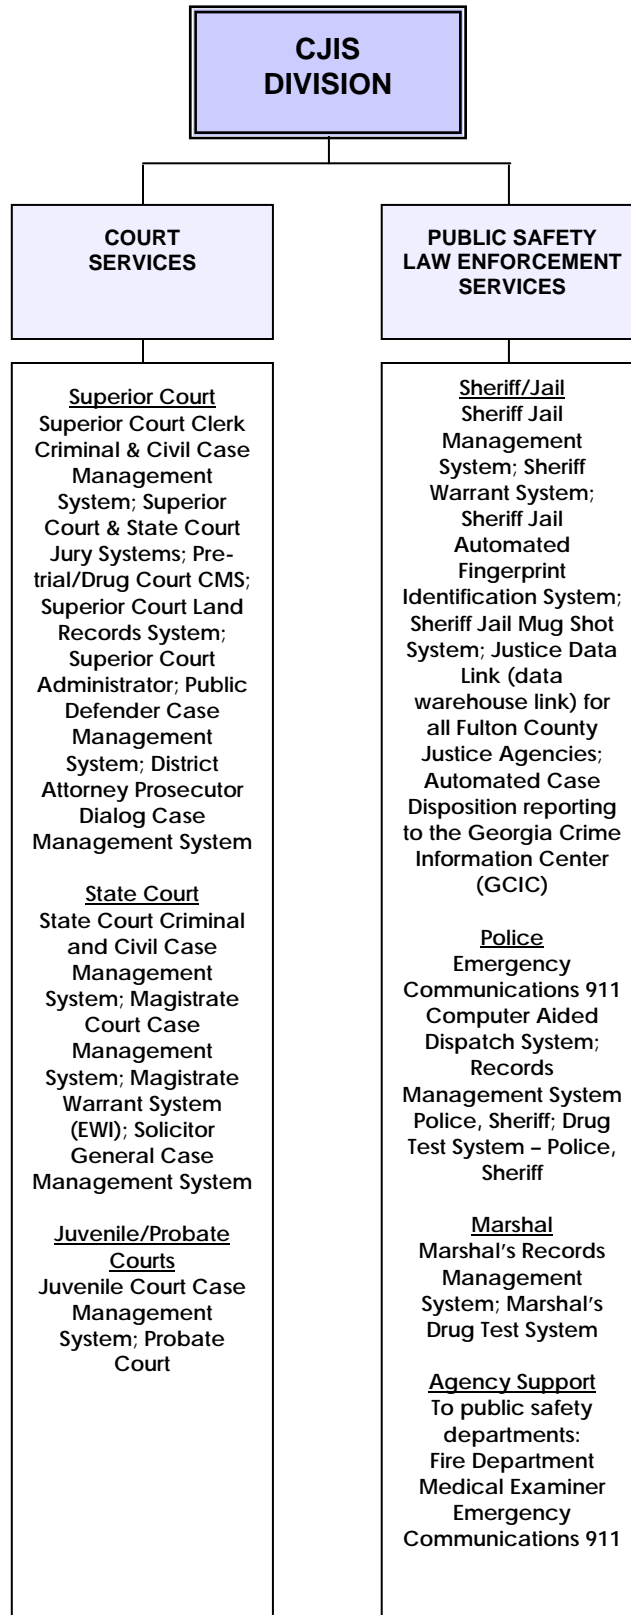 CJIS
DIVISION
COURT
SERVICES
Superior Court
Superior Court Clerk
Criminal & Civil Case
Management
System; Superior
Court & State Court
Jury Systems; Pre-
trial/Drug Court CMS;
Superior Court Land
Records System;
Superior Court
Administrator; Public
Defender Case
Management
System; District
Attorney Prosecutor
Dialog Case
Management System
State Court
State Court Criminal
and Civil Case
Management
System; Magistrate
Court Case
Management
System; Magistrate
Warrant System
(EWI); Solicitor
General Case
Management System
Juvenile/Probate
Courts
Juvenile Court Case
Management
System; Probate
Court
PUBLIC SAFETY
LAW ENFORCEMENT
SERVICES
Sheriff/Jail
Sheriff Jail
Management
System; Sheriff
Warrant System;
Sheriff Jail
Automated
Fingerprint
Identification System;
Sheriff Jail Mug Shot
System; Justice Data
Link (data
warehouse link) for
all Fulton County
Justice Agencies;
Automated Case
Disposition reporting
to the Georgia Crime
Information Center
(GCIC)
Police
Emergency
Communications 911
Computer Aided
Dispatch System;
Records
Management System
Police, Sheriff; Drug
Test System – Police,
Sheriff
Marshal
Marshal’s Records
Management
System; Marshal’s
Drug Test System
Agency Support
To public safety
departments:
Fire Department
Medical Examiner
Emergency
Communications 911